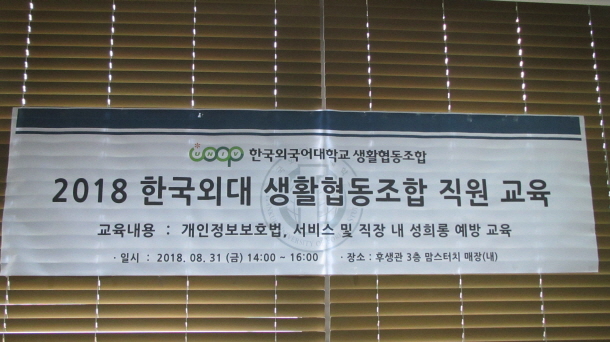 coop UNIV 한국외국어대학교 생활협동조합
2018 한국외대 생활협동조합 직원 교육
교육내용 : 개인정보보호법, 서비스 및 직장 내 성희롱 예방 교육
· 일시 : 2018. 08. 31 (금) 14:00 ~ 16:00 · 장소 : 후생관 3층 맘스터치 매장(내)